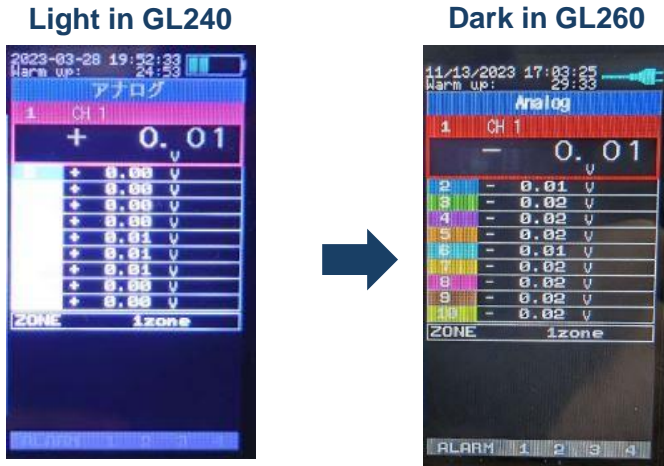 Light in GL240
Dark in GL260
2023-03-28 19:52:33
Warm up: 24:53
アナログ
1 CH 1
+ 0.01
V
+ 0.00 V
+ 0.00 V
+ 0.00 V
+ 0.00 V
+ 0.01 V
+ 0.01 V
+ 0.01 V
+ 0.00 V
+ 0.00 V
ZONE 1zone
ALARM 1 2 3 4
11/13/2023 17:03:25
Warm up: 29:33
Analog
1 CH 1
- 0.01
V
2 - 0.01 V
3 - 0.02 V
4 - 0.02 V
5 - 0.02 V
6 - 0.01 V
7 - 0.02 V
8 - 0.02 V
9 - 0.02 V
10 - 0.02 V
ZONE 1zone
ALARM 1 2 3 4